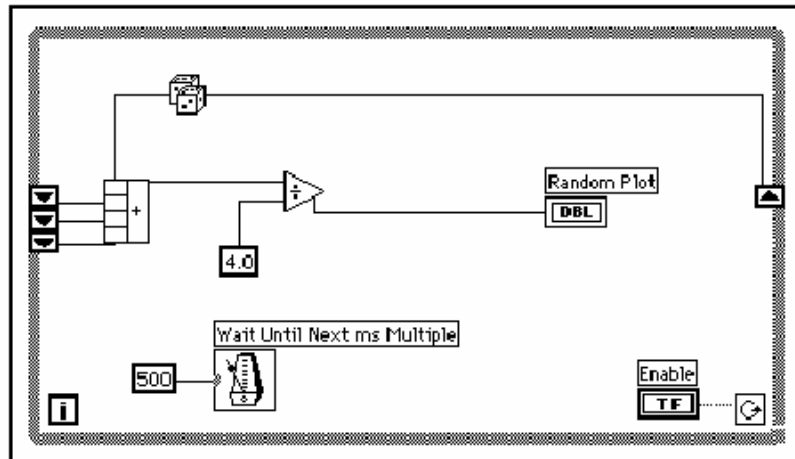 Random Plot
DBL
+
÷
4.0
Wait Until Next ms Multiple
500
Enable
TF
i